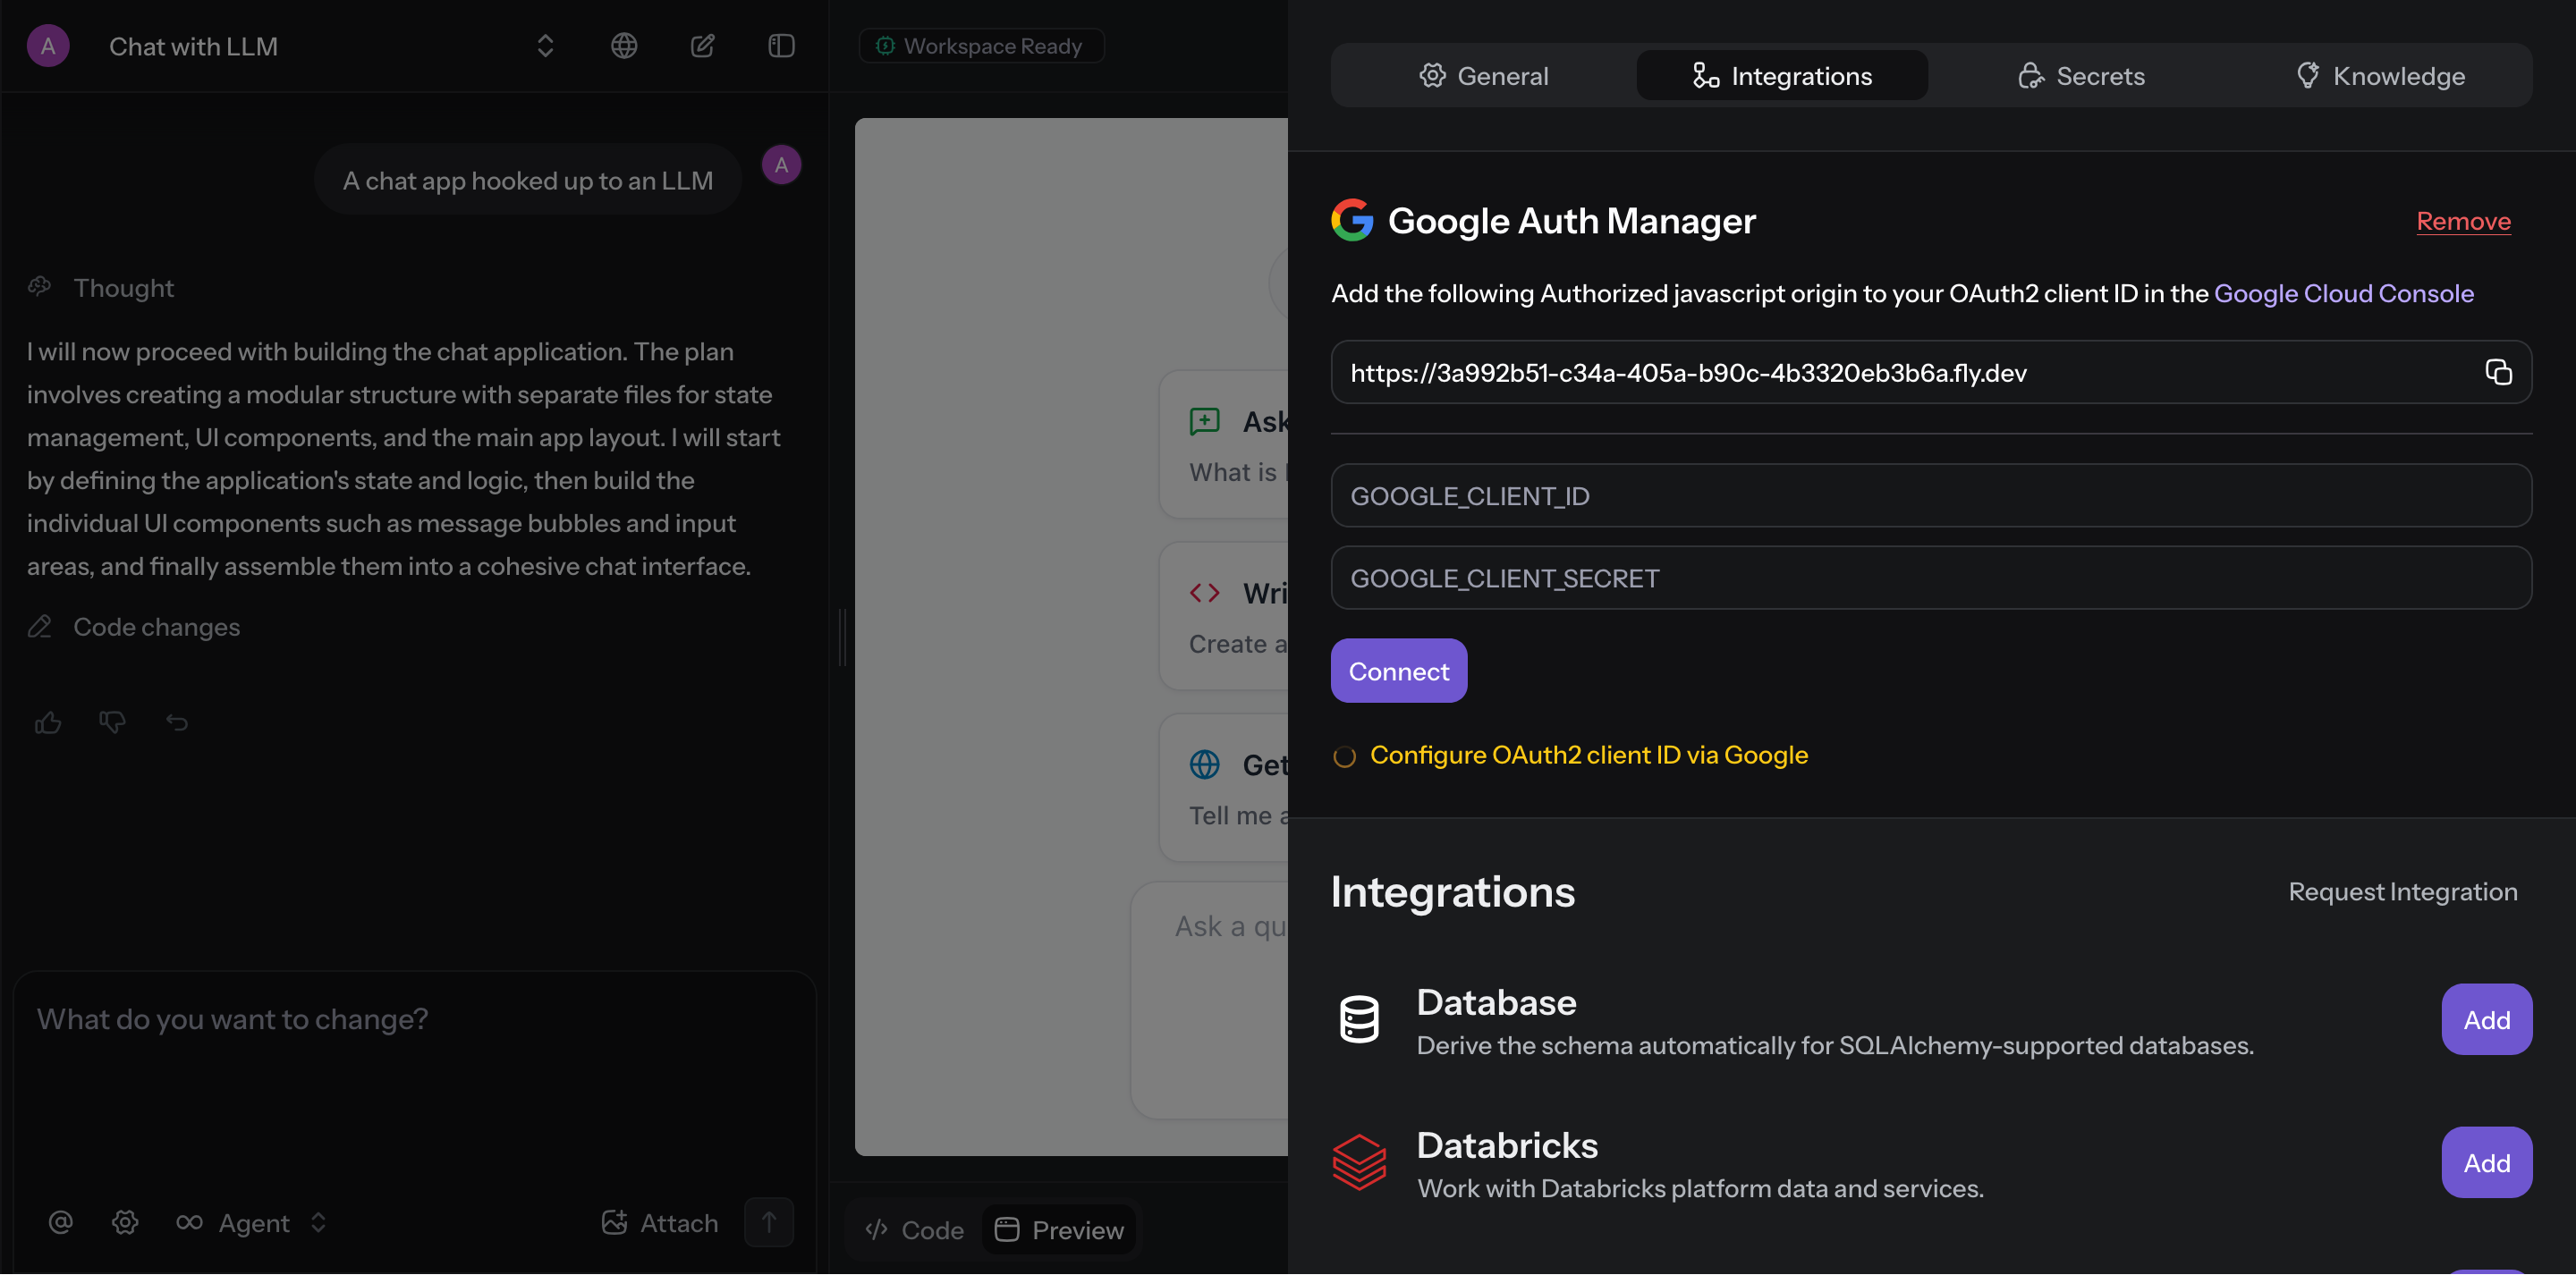 A
Chat with LLM
A chat app hooked up to an LLM
A
Thought
I will now proceed with building the chat application. The plan
involves creating a modular structure with separate files for state
management, UI components, and the main app layout. I will start
by defining the application's state and logic, then build the
individual UI components such as message bubbles and input
areas, and finally assemble them into a cohesive chat interface.
Code changes
What do you want to change?
Agent
Attach
Workspace Ready
Ask
What is
Wri
Create a
Get
Tell me a
Ask a qu
Code
Preview
General
Integrations
Secrets
Knowledge
Google Auth Manager
Remove
Add the following Authorized javascript origin to your OAuth2 client ID in the Google Cloud Console
https://3a992b51-c34a-405a-b90c-4b3320eb3b6a.fly.dev
GOOGLE_CLIENT_ID
GOOGLE_CLIENT_SECRET
Connect
Configure OAuth2 client ID via Google
Integrations
Request Integration
Database
Derive the schema automatically for SQLAlchemy-supported databases.
Add
Databricks
Work with Databricks platform data and services.
Add